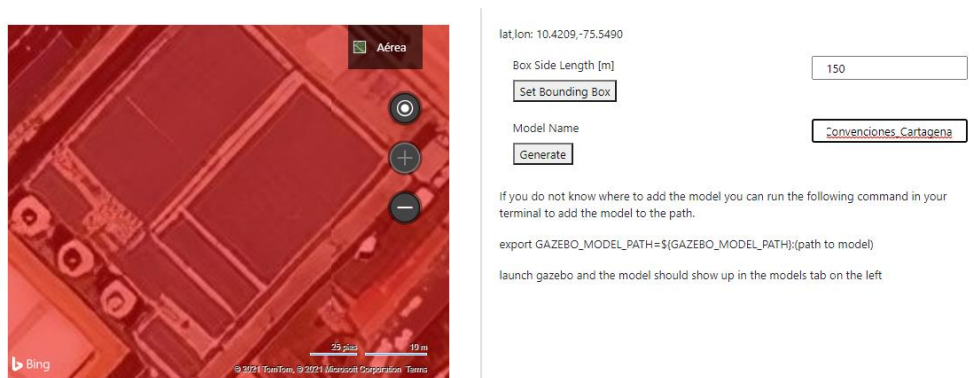 Aérea
25 pies 10 m
Bing
© 2021 TomTom, © 2021 Microsoft Corporation Terms
lat,lon: 10.4209,-75.5490
Box Side Length [m]
150
Set Bounding Box
Model Name
Convenciones_Cartagena
Generate
If you do not know where to add the model you can run the following command in your
terminal to add the model to the path.
export GAZEBO_MODEL_PATH=${GAZEBO_MODEL_PATH}:(path to model)
launch gazebo and the model should show up in the models tab on the left